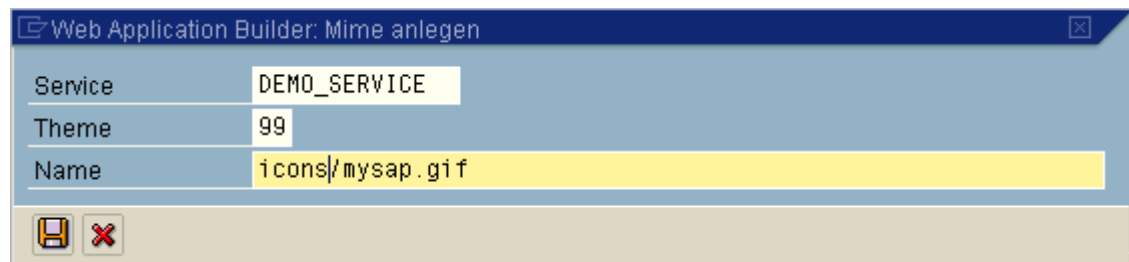 Web Application Builder: Mime anlegen
Service DEMO_SERVICE
Theme 99
Name icons/mysap.gif